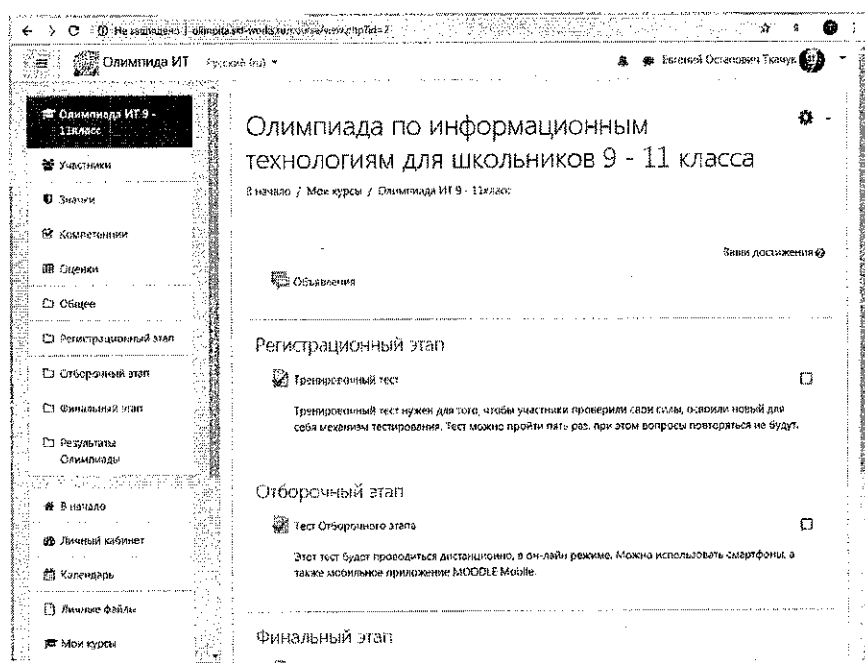 Не защищено
Олимпида ИТ Русский (ru)
Евгений Остапович Ткачук
Олимпиада ИТ 9 -
11класс
Участники
Значки
Компетенции
Оценки
Общее
Регистрационный этап
Отборочный этап
Финальный этап
Результаты
Олимпиады
В начало
Личный кабинет
Календарь
Личные файлы
Мои курсы
Олимпиада по информационным
технологиям для школьников 9 - 11 класса
В начало / Мои курсы / Олимпиада ИТ 9 - 11класс
Ваши достижения
Объявления
Регистрационный этап
Тренировочный тест
Тренировочный тест нужен для того, чтобы участники проверили свои силы, освоили новый для
себя механизм тестирования. Тест можно пройти пять раз, при этом вопросы повторяться не будут.
Отборочный этап
Тест Отборочного этапа
Этот тест будет проводиться дистанционно, в он-лайн режиме. Можно использовать смартфоны, а
также мобильное приложение MOODLE Mobile.
Финальный этап